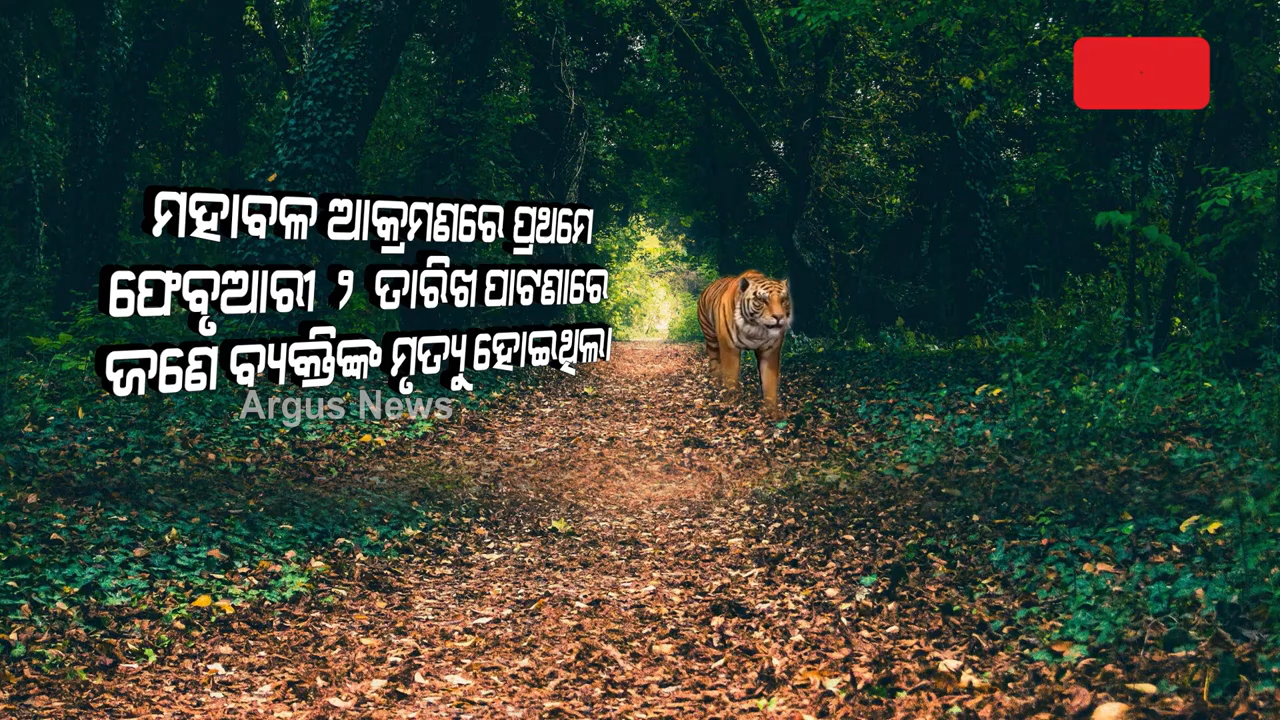 ମହାବଳ ଆକ୍ରମଣରେ ପ୍ରଥମେ
ଫେବୃଆରୀ ୨ ତାରିଖ ପାଟଣାରେ
ଜଣେ ବ୍ୟକ୍ତିଙ୍କ ମୃତ୍ୟୁ ହୋଇଥିଲା
Argus News